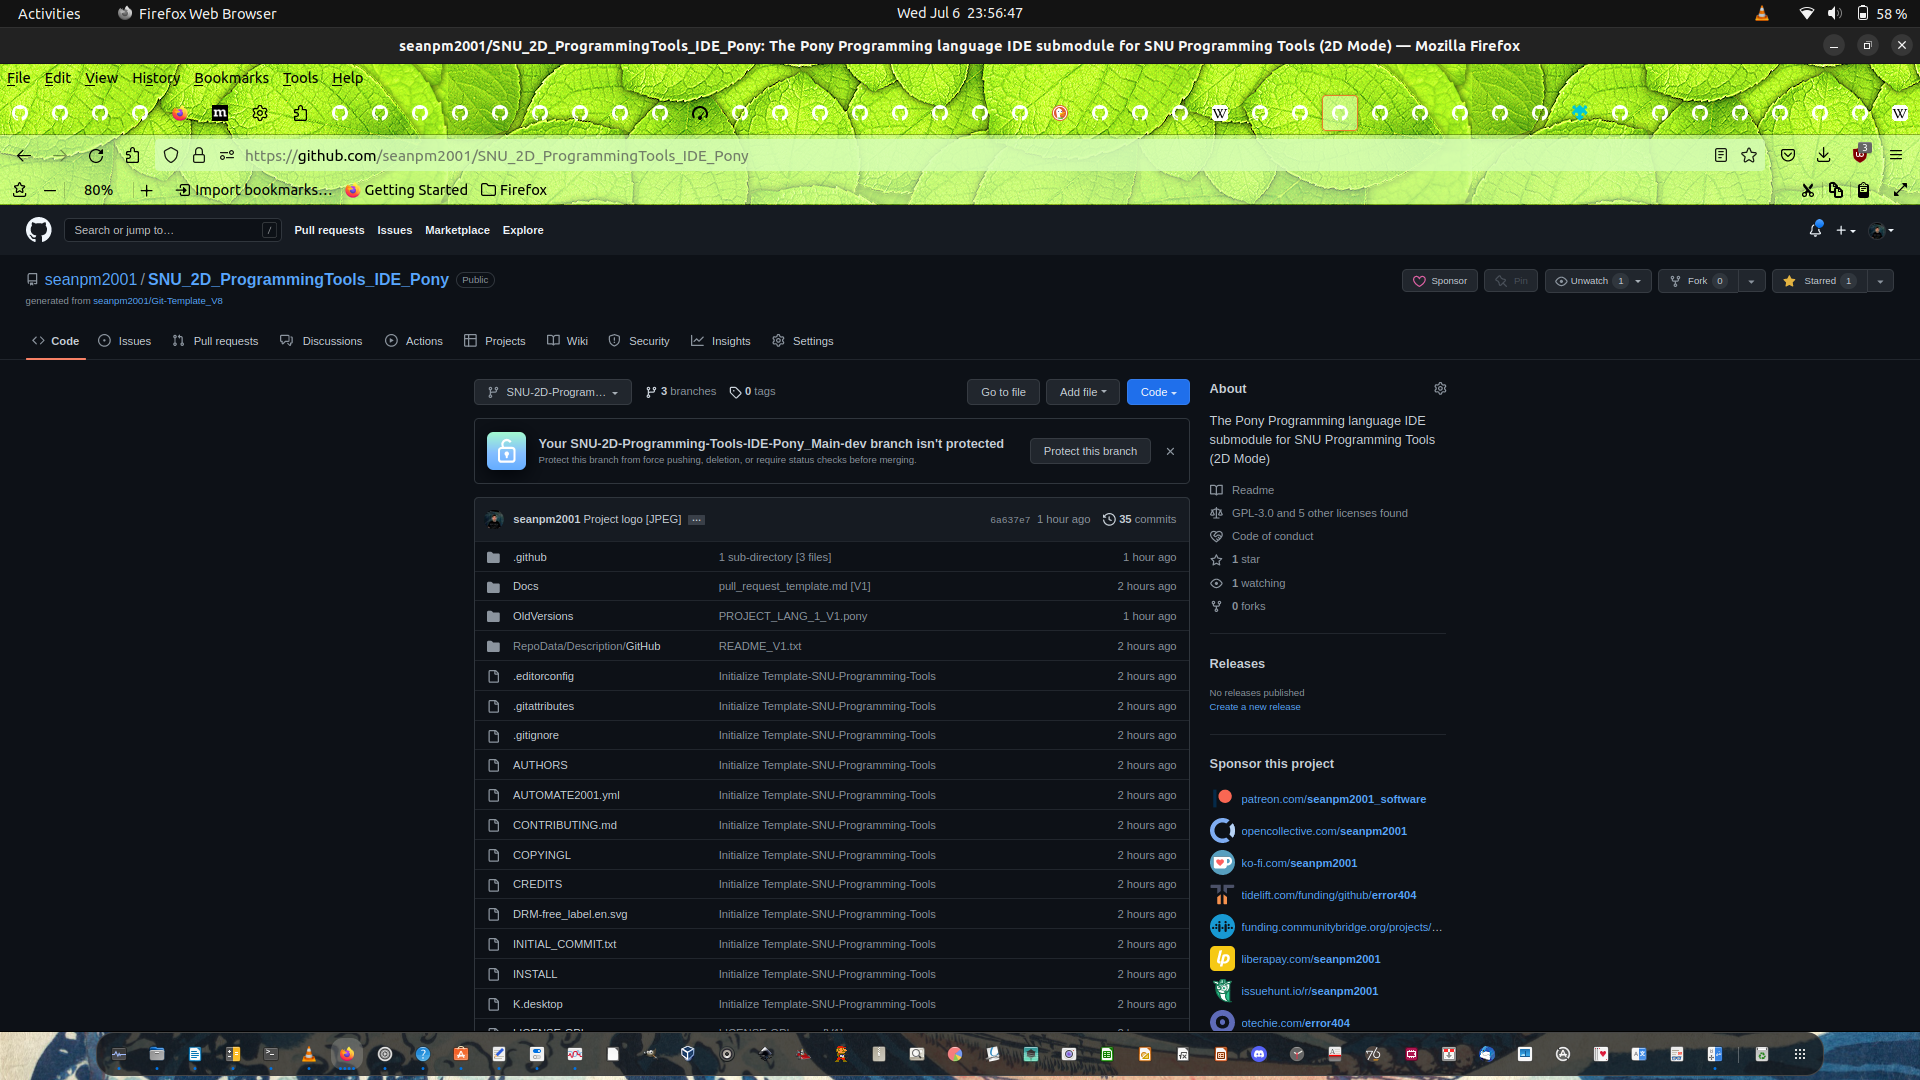 Activities
Firefox Web Browser
Wed Jul 6 23:56:47
58 %
seanpm2001/SNU_2D_ProgrammingTools_IDE_Pony: The Pony Programming language IDE submodule for SNU Programming Tools (2D Mode) — Mozilla Firefox
File Edit View History Bookmarks Tools Help
https://github.com/seanpm2001/SNU_2D_ProgrammingTools_IDE_Pony
3
80%
Import bookmarks…
Getting Started
Firefox
Search or jump to…
/
Pull requests
Issues
Marketplace
Explore
seanpm2001 / SNU_2D_ProgrammingTools_IDE_Pony
Public
generated from seanpm2001/Git-Template_V8
Sponsor
Pin
Unwatch 1
Fork 0
Starred 1
Code
Issues
Pull requests
Discussions
Actions
Projects
Wiki
Security
Insights
Settings
SNU-2D-Program…
3 branches
0 tags
Go to file
Add file
Code
Your SNU-2D-Programming-Tools-IDE-Pony_Main-dev branch isn't protected
Protect this branch from force pushing, deletion, or require status checks before merging.
Protect this branch
seanpm2001 Project logo [JPEG] …
6a637e7 1 hour ago
35 commits
.github 1 sub-directory [3 files] 1 hour ago
Docs pull_request_template.md [V1] 2 hours ago
OldVersions PROJECT_LANG_1_V1.pony 1 hour ago
RepoData/Description/GitHub README_V1.txt 2 hours ago
.editorconfig Initialize Template-SNU-Programming-Tools 2 hours ago
.gitattributes Initialize Template-SNU-Programming-Tools 2 hours ago
.gitignore Initialize Template-SNU-Programming-Tools 2 hours ago
AUTHORS Initialize Template-SNU-Programming-Tools 2 hours ago
AUTOMATE2001.yml Initialize Template-SNU-Programming-Tools 2 hours ago
CONTRIBUTING.md Initialize Template-SNU-Programming-Tools 2 hours ago
COPYINGL Initialize Template-SNU-Programming-Tools 2 hours ago
CREDITS Initialize Template-SNU-Programming-Tools 2 hours ago
DRM-free_label.en.svg Initialize Template-SNU-Programming-Tools 2 hours ago
INITIAL_COMMIT.txt Initialize Template-SNU-Programming-Tools 2 hours ago
INSTALL Initialize Template-SNU-Programming-Tools 2 hours ago
K.desktop Initialize Template-SNU-Programming-Tools 2 hours ago
About
The Pony Programming language IDE
submodule for SNU Programming Tools
(2D Mode)
Readme
GPL-3.0 and 5 other licenses found
Code of conduct
1 star
1 watching
0 forks
Releases
No releases published
Create a new release
Sponsor this project
patreon.com/seanpm2001_software
opencollective.com/seanpm2001
ko-fi.com/seanpm2001
tidelift.com/funding/github/error404
funding.communitybridge.org/projects/…
liberapay.com/seanpm2001
issuehunt.io/r/seanpm2001
otechie.com/error404